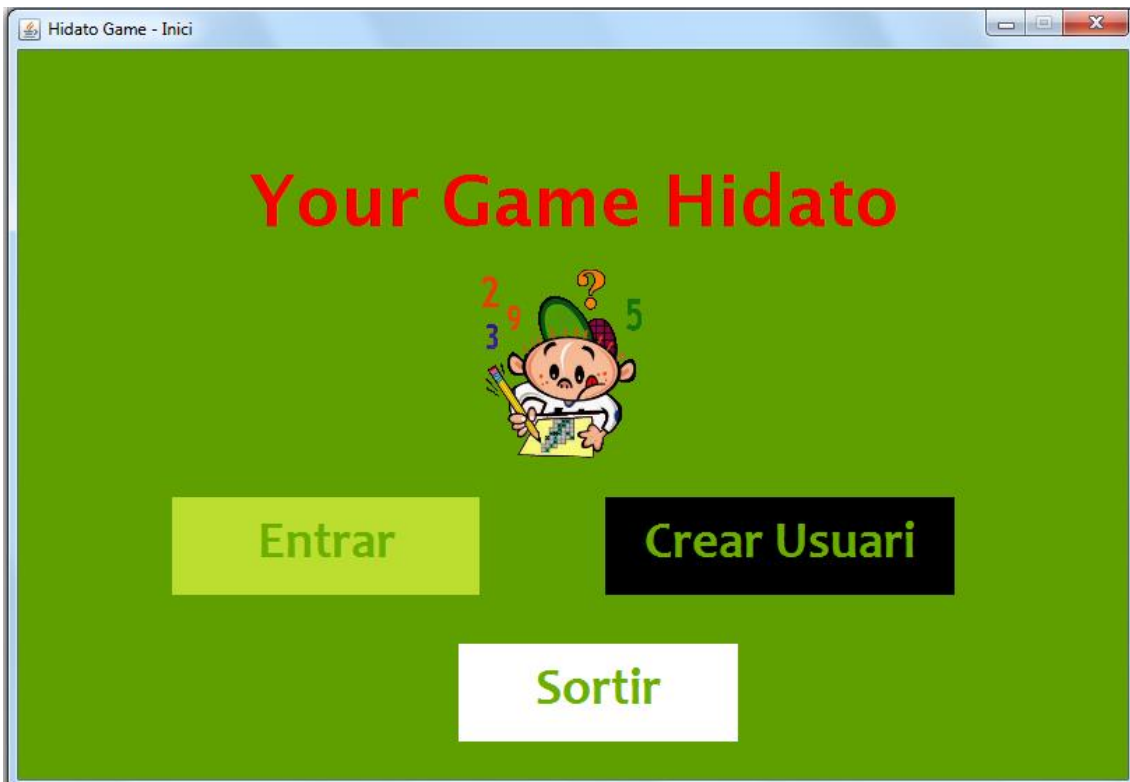 Hidato Game - Inici
Your Game Hidato
2
?
9
5
3
Entrar
Crear Usuari
Sortir